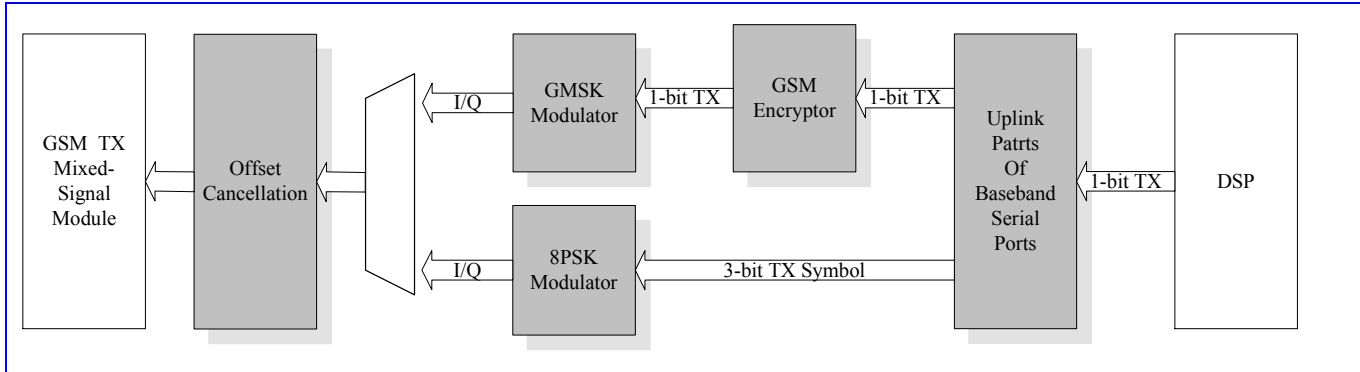 GSM TX
Mixed-
Signal
Module
Offset
Cancellation
I/Q
I/Q
GMSK
Modulator
8PSK
Modulator
1-bit TX
GSM
Encryptor
1-bit TX
3-bit TX Symbol
Uplink
Patrts
Of
Baseband
Serial
Ports
1-bit TX
DSP